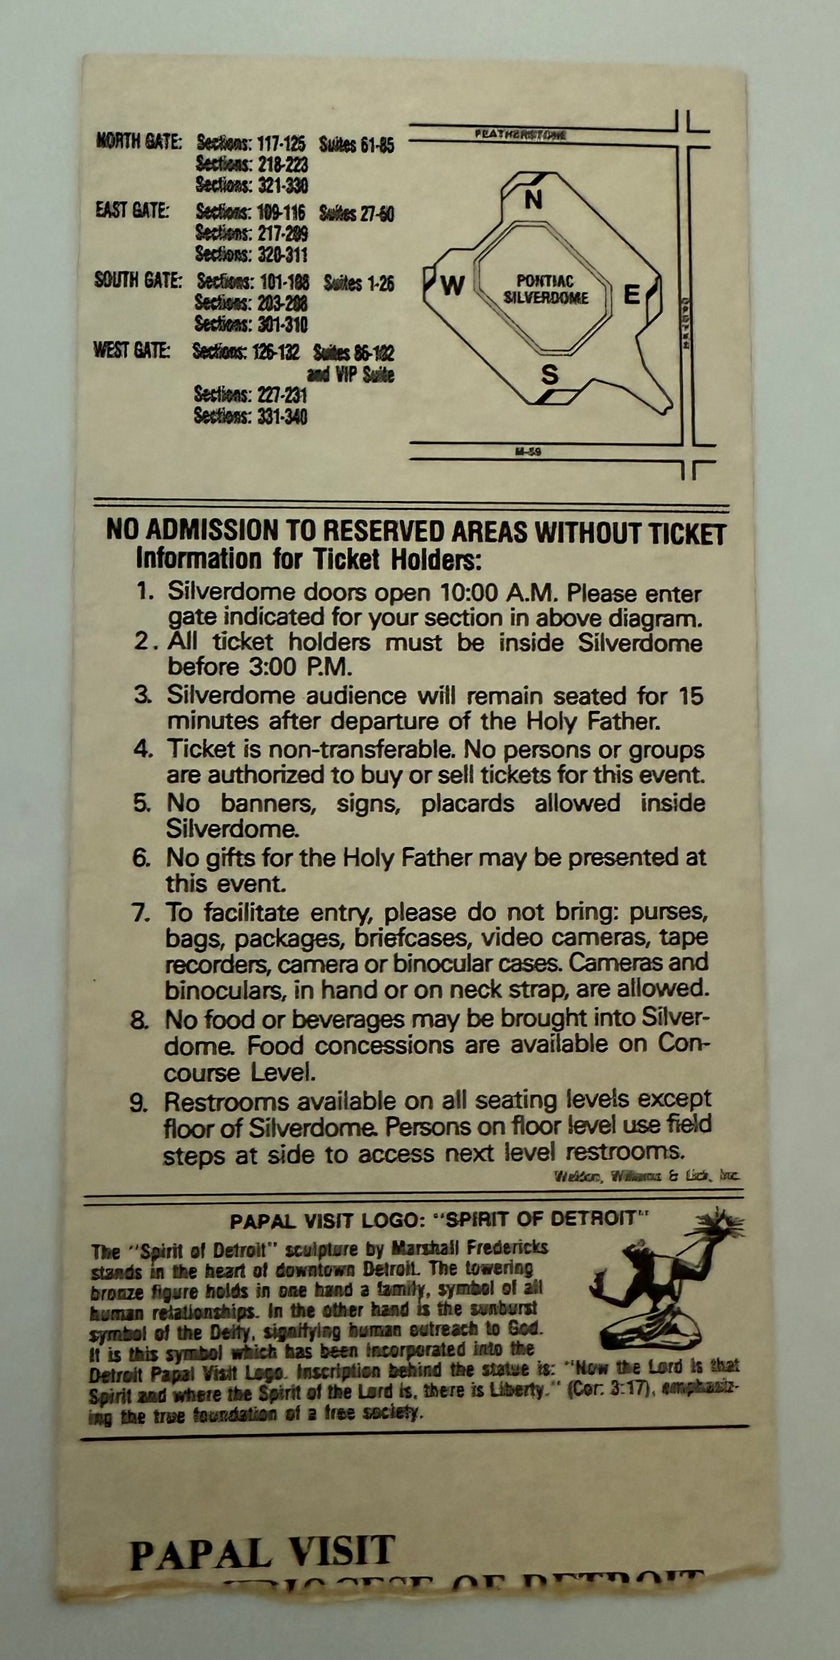 NORTH GATE: Sections: 117-125 Suites 61-85
Sections: 218-223
Sections: 321-330
EAST GATE: Sections: 109-116 Suites 27-60
Sections: 217-209
Sections: 320-311
SOUTH GATE: Sections: 101-108 Suites 1-26
Sections: 203-208
Sections: 301-310
WEST GATE: Sections: 126-132 Suites 86-102
and VIP Suite
Sections: 227-231
Sections: 331-340
FEATHERSTONE
N
W
PONTIAC
SILVERDOME
E
S
OPDYKE
M-59
NO ADMISSION TO RESERVED AREAS WITHOUT TICKET
Information for Ticket Holders:
1. Silverdome doors open 10:00 A.M. Please enter
gate indicated for your section in above diagram.
2. All ticket holders must be inside Silverdome
before 3:00 P.M.
3. Silverdome audience will remain seated for 15
minutes after departure of the Holy Father.
4. Ticket is non-transferable. No persons or groups
are authorized to buy or sell tickets for this event.
5. No banners, signs, placards allowed inside
Silverdome.
6. No gifts for the Holy Father may be presented at
this event.
7. To facilitate entry, please do not bring: purses,
bags, packages, briefcases, video cameras, tape
recorders, camera or binocular cases. Cameras and
binoculars, in hand or on neck strap, are allowed.
8. No food or beverages may be brought into Silver-
dome. Food concessions are available on Con-
course Level.
9. Restrooms available on all seating levels except
floor of Silverdome. Persons on floor level use field
steps at side to access next level restrooms.
Weldon, Williams & Lick, Inc.
PAPAL VISIT LOGO: "SPIRIT OF DETROIT"
The "Spirit of Detroit" sculpture by Marshall Fredericks
stands in the heart of downtown Detroit. The towering
bronze figure holds in one hand a family, symbol of all
human relationships. In the other hand is the sunburst
symbol of the Deity, signifying human outreach to God.
It is this symbol which has been incorporated into the
Detroit Papal Visit Logo. Inscription behind the statue is: "Now the Lord is that
Spirit and where the Spirit of the Lord is, there is Liberty." (Cor. 3:17), emphasiz-
ing the true foundation of a free society.
PAPAL VISIT
OF DETROIT